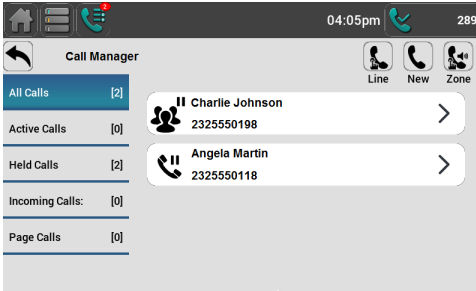 2
04:05pm
289
Call Manager
Line
New
Zone
All Calls [2]
Active Calls [0]
Held Calls [2]
Incoming Calls: [0]
Page Calls [0]
Charlie Johnson
2325550198
Angela Martin
2325550118